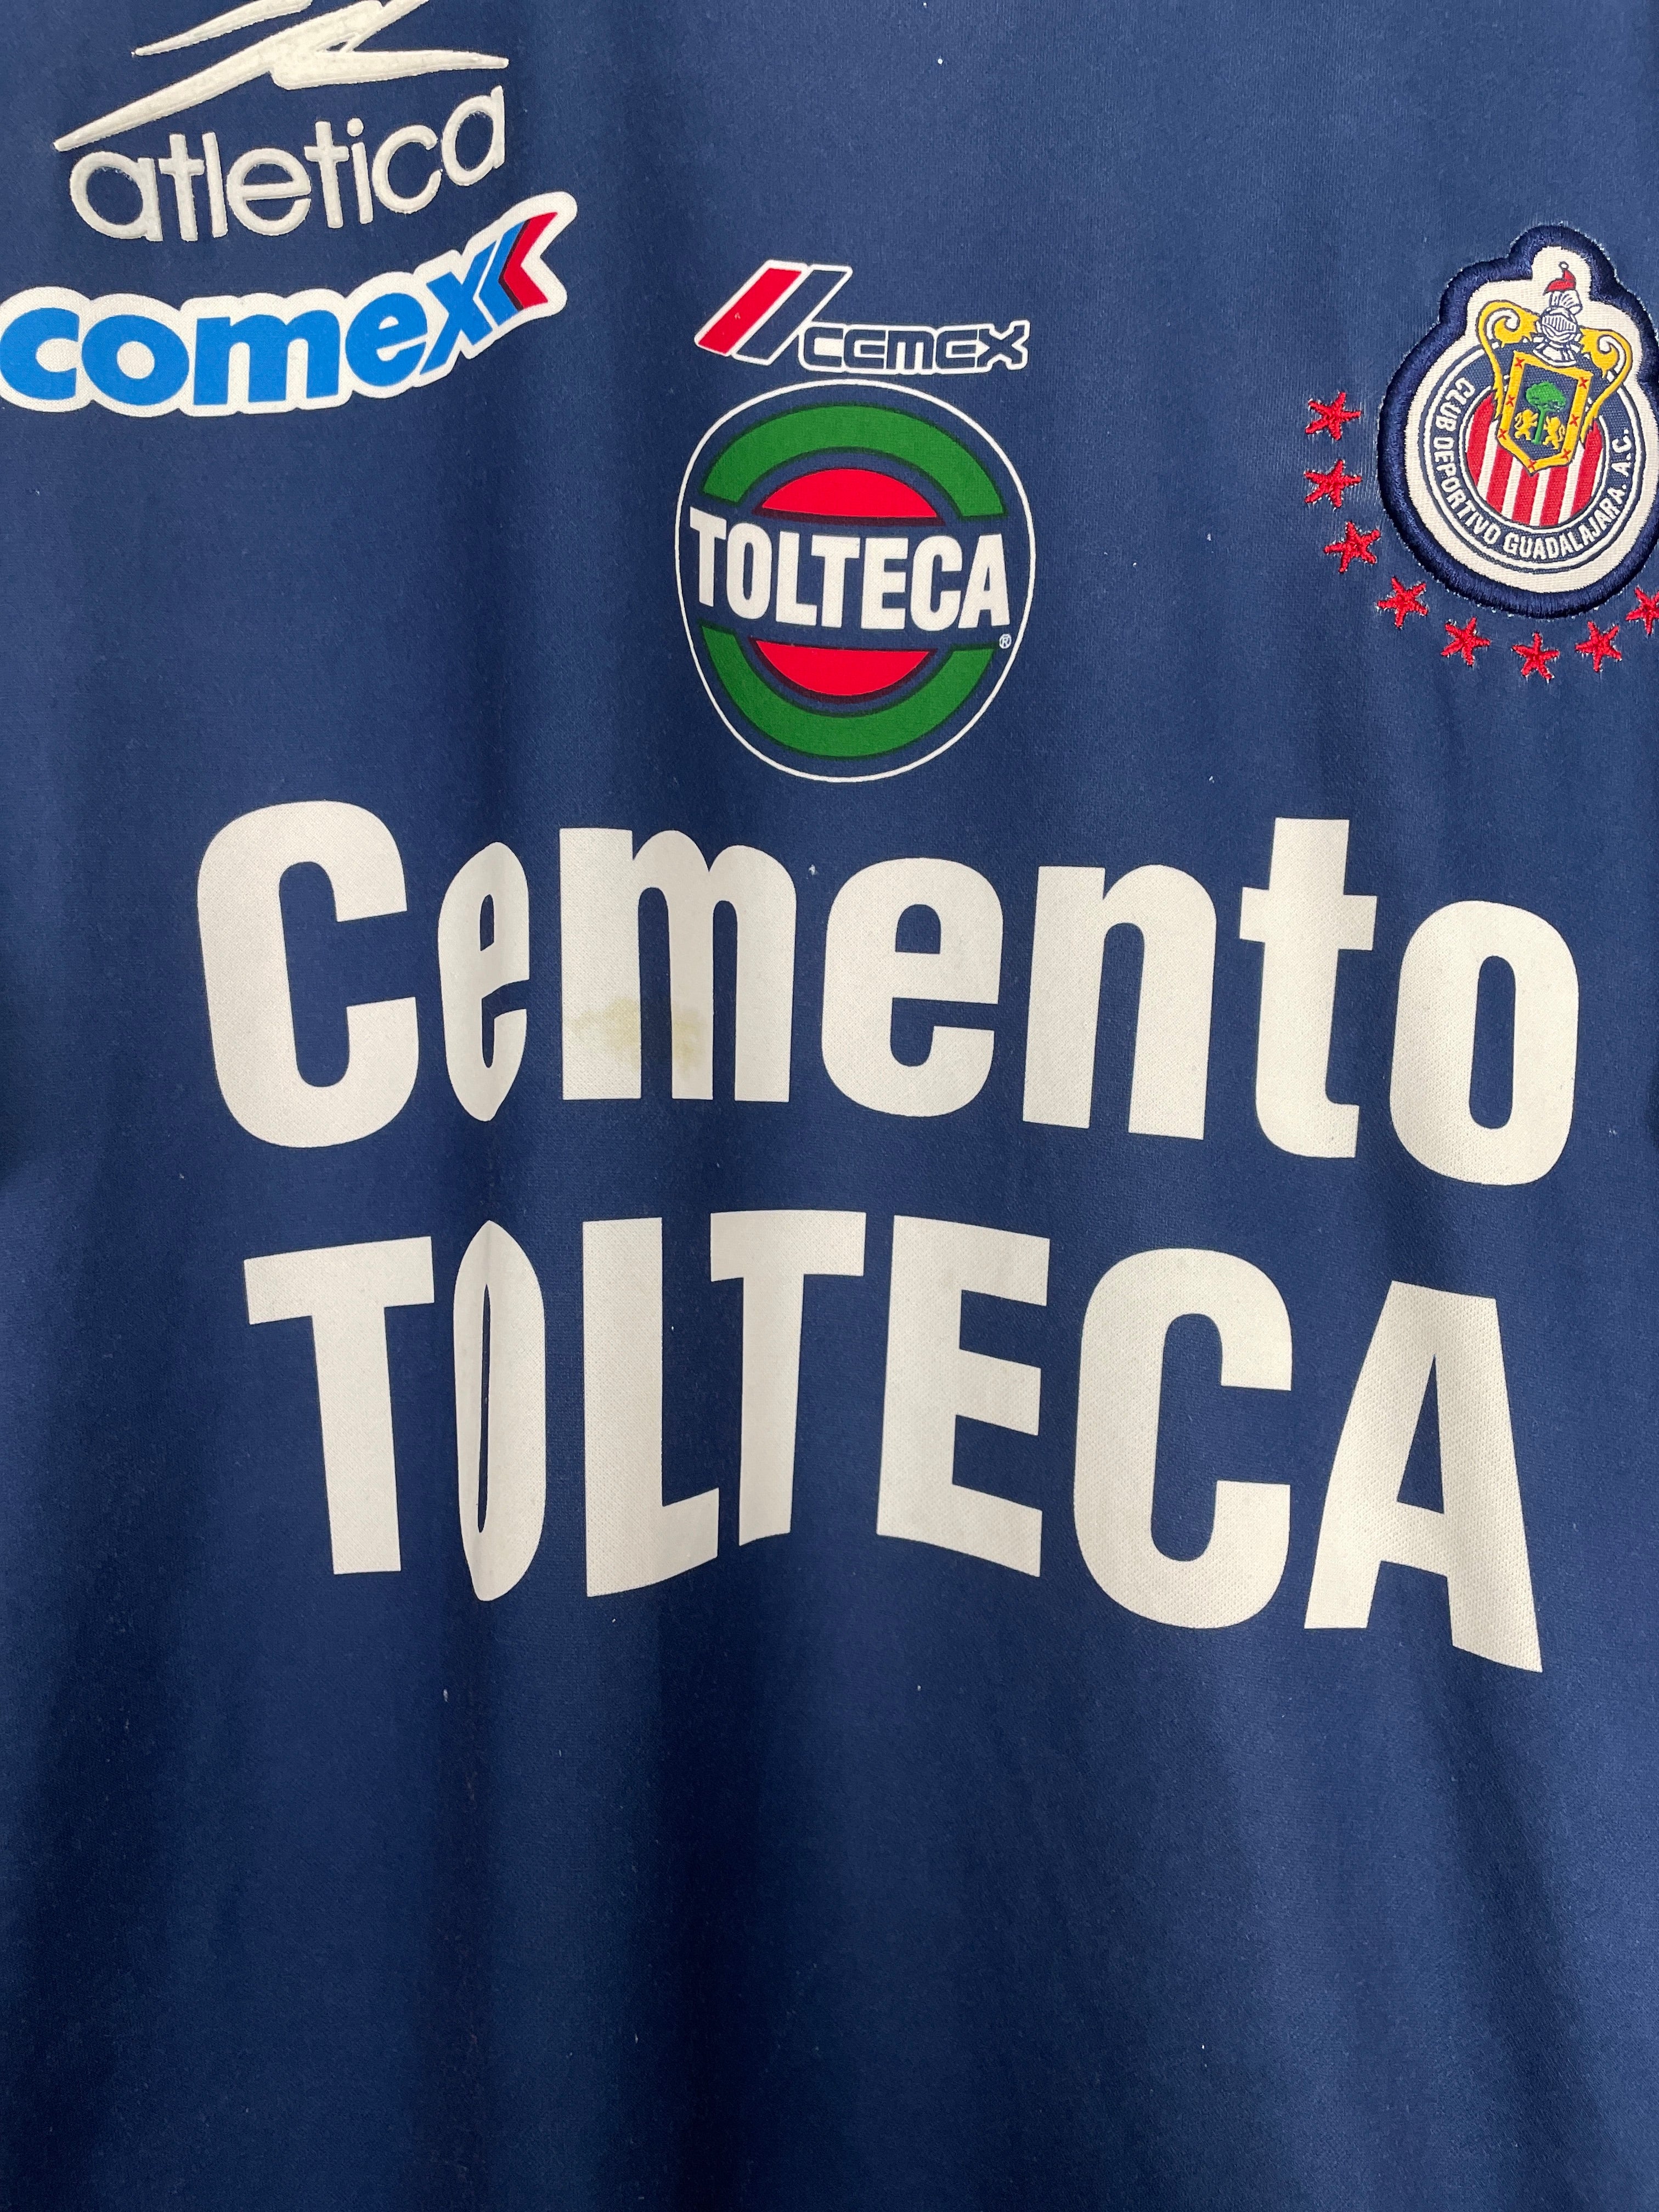 atletica
comex
CEMEX
TOLTECA
®
CLUB DEPORTIVO GUADALAJARA. A.C.
Cemento
TOLTECA